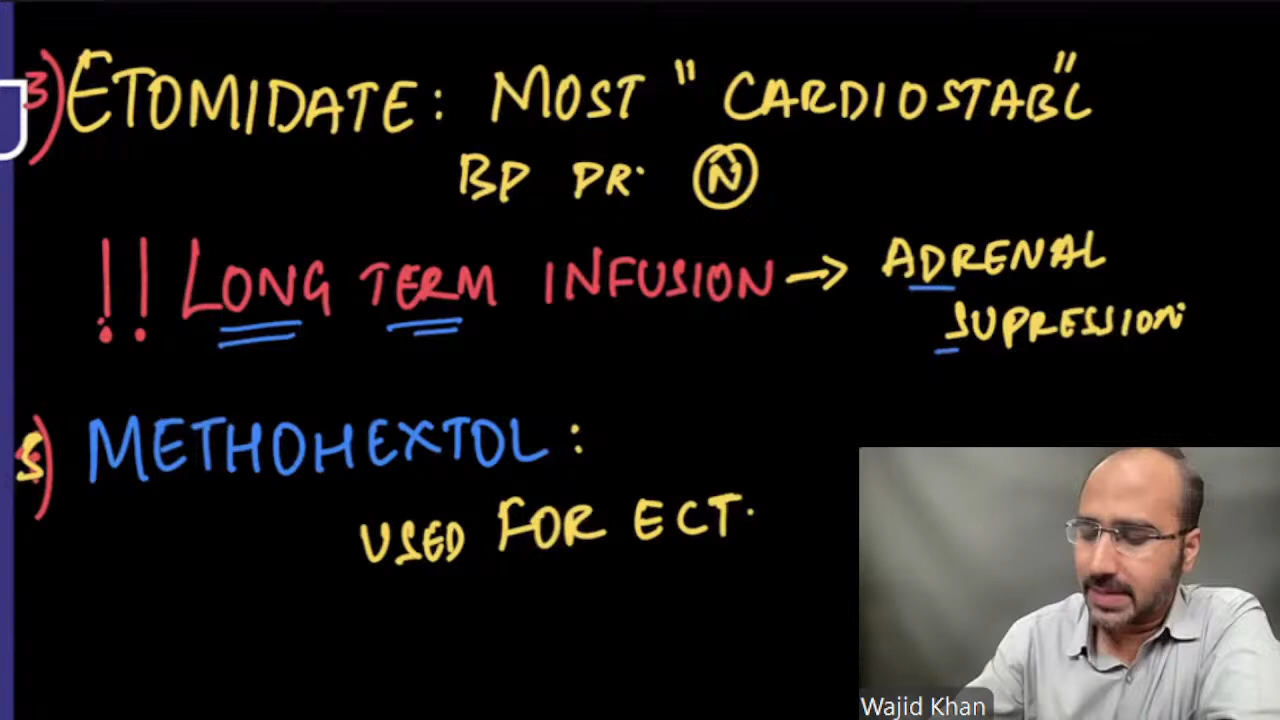 3) ETOMIDATE: MOST "CARDIOSTABL"
BP PR. N
!! LONG TERM INFUSION → ADRENAL
SUPRESSION
5) METHOHEXTOL:
USED FOR ECT.
Wajid Khan